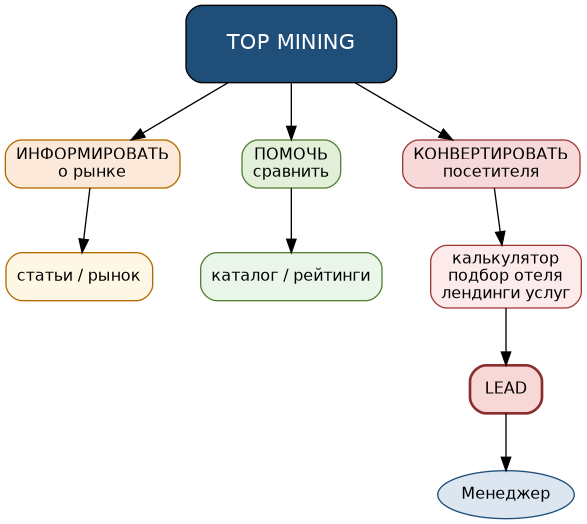 TOP MINING
ИНФОРМИРОВАТЬ
о рынке
ПОМОЧЬ
сравнить
КОНВЕРТИРОВАТЬ
посетителя
статьи / рынок
каталог / рейтинги
калькулятор
подбор отеля
лендинги услуг
LEAD
Менеджер